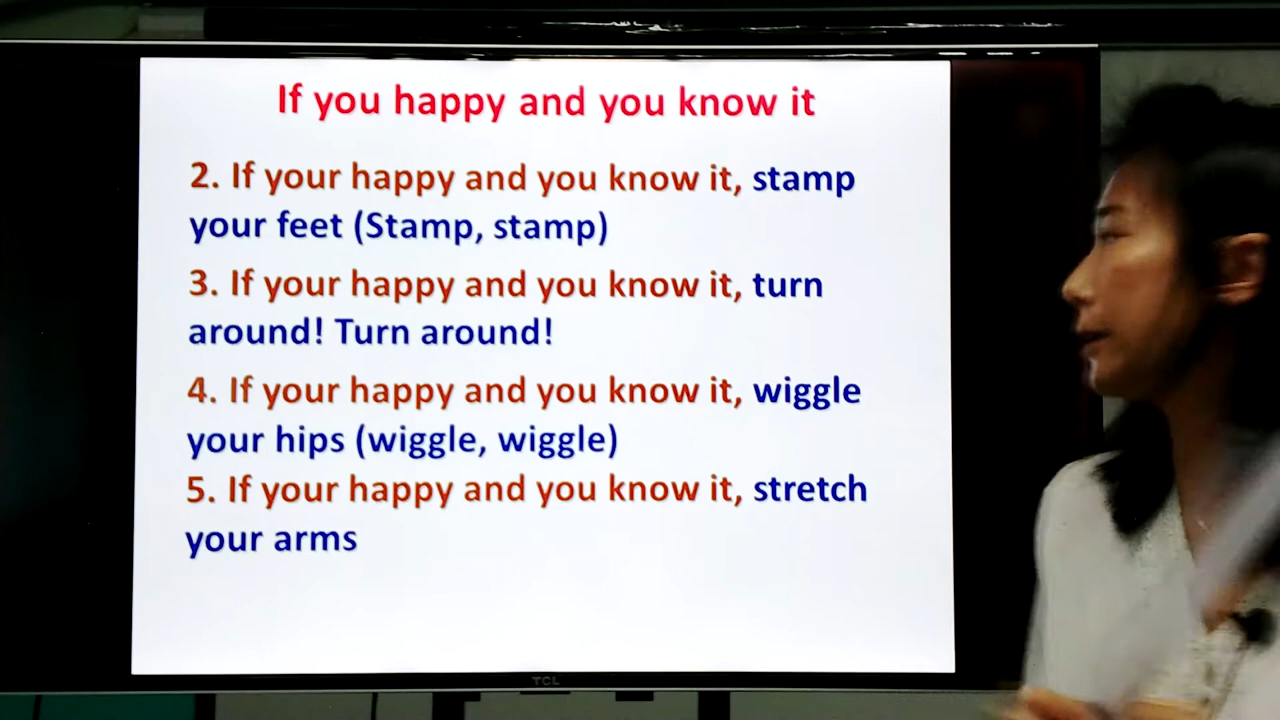 If you happy and you know it
2. If your happy and you know it, stamp
your feet (Stamp, stamp)
3. If your happy and you know it, turn
around! Turn around!
4. If your happy and you know it, wiggle
your hips (wiggle, wiggle)
5. If your happy and you know it, stretch
your arms
TCL